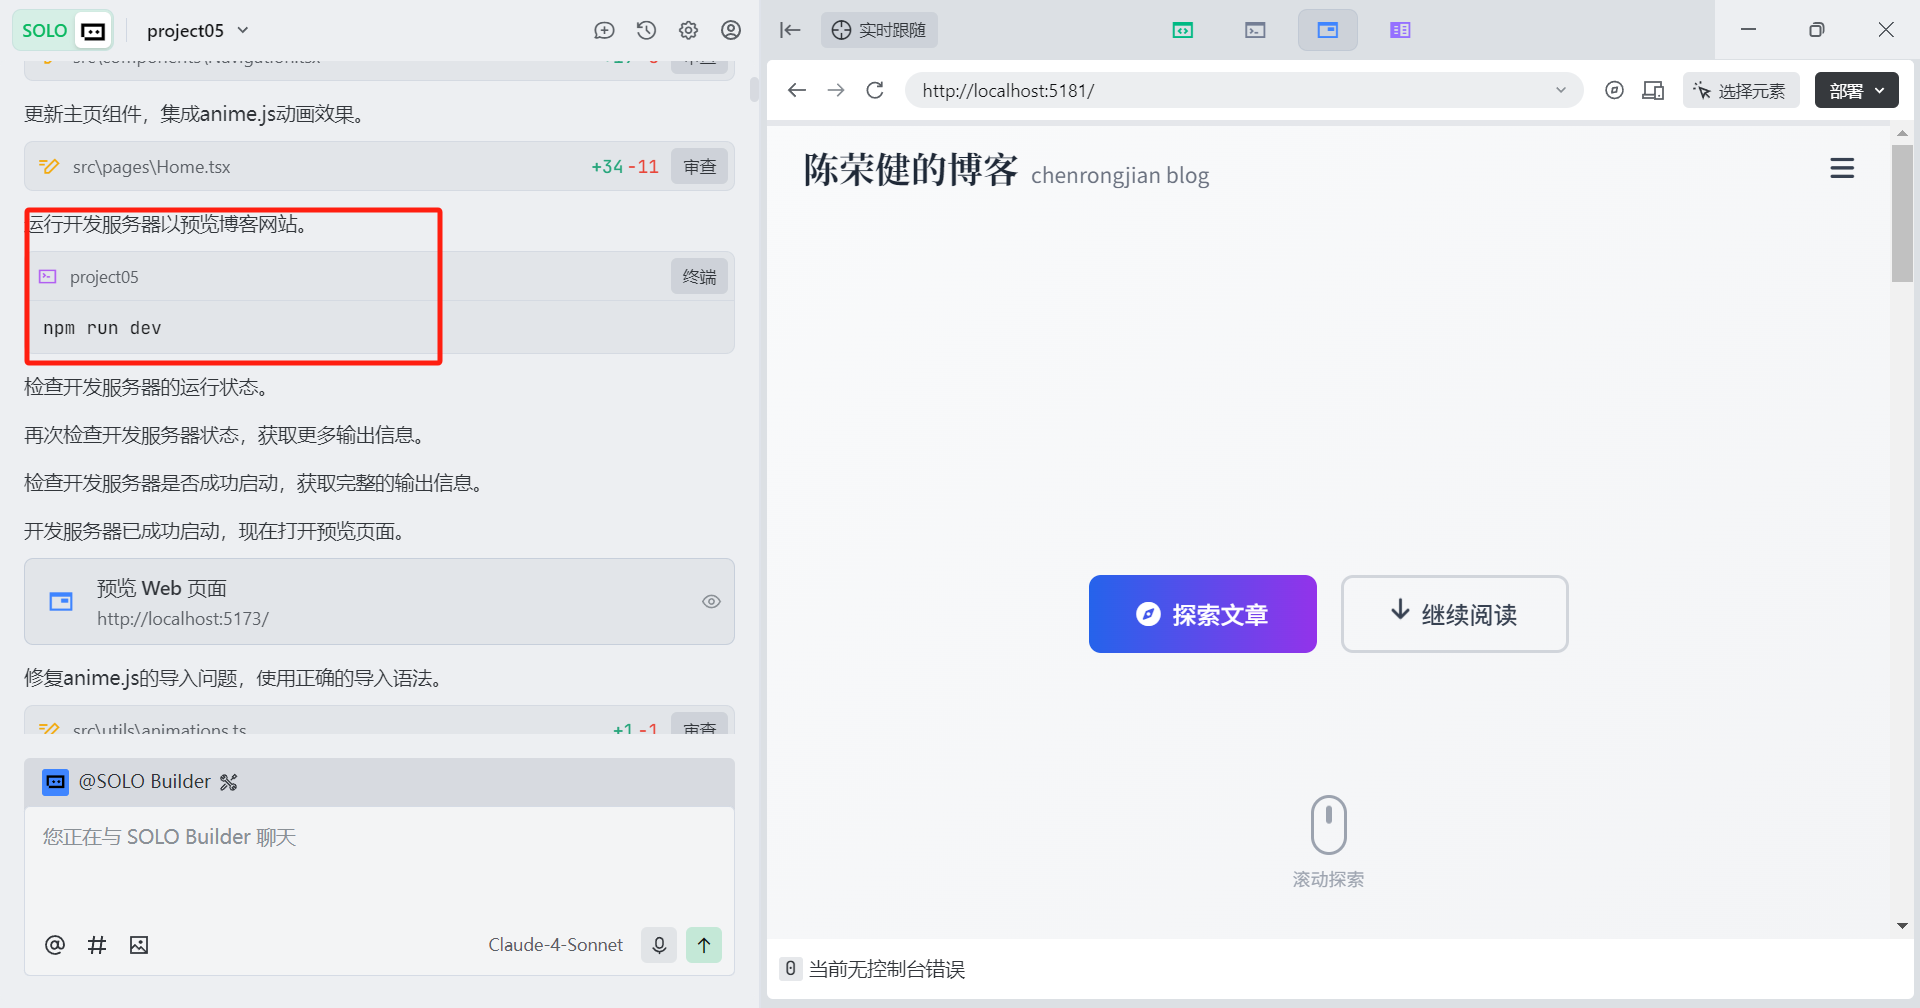 SOLO
project05
实时跟随
src\components\Navigation.tsx
审查
更新主页组件，集成anime.js动画效果。
src\pages\Home.tsx
+34 -11
审查
运行开发服务器以预览博客网站。
project05
终端
npm run dev
检查开发服务器的运行状态。
再次检查开发服务器状态，获取更多输出信息。
检查开发服务器是否成功启动，获取完整的输出信息。
开发服务器已成功启动，现在打开预览页面。
预览 Web 页面
http://localhost:5173/
修复anime.js的导入问题，使用正确的导入语法。
src\utils\animations.ts
+1 -1
审查
@SOLO Builder
您正在与 SOLO Builder 聊天
Claude-4-Sonnet
http://localhost:5181/
选择元素
部署
陈荣健的博客 chenrongjian blog
探索文章
继续阅读
滚动探索
0 当前无控制台错误